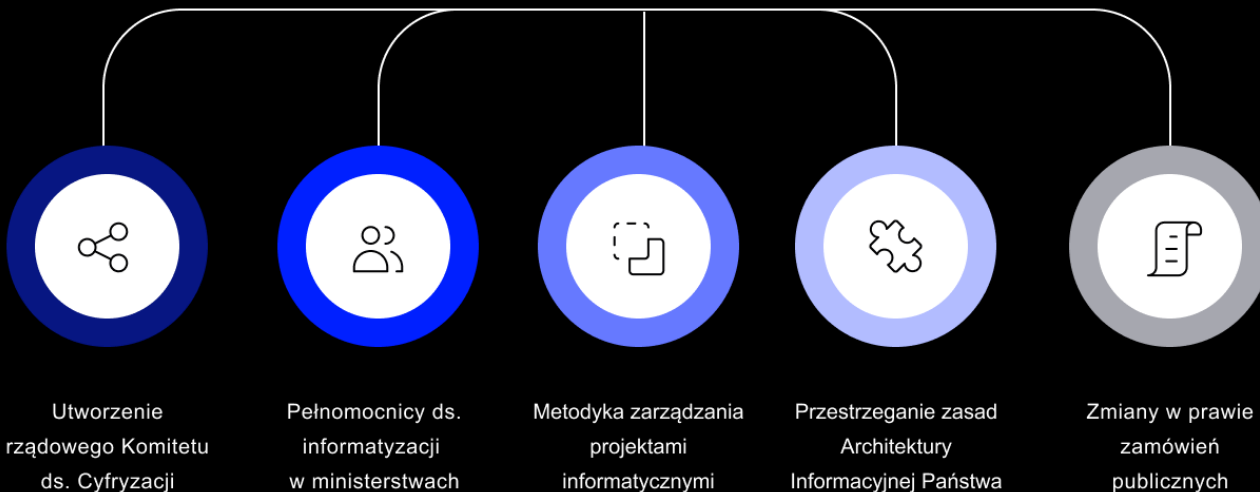 Utworzenie
rządowego Komitetu
ds. Cyfryzacji
Pełnomocnicy ds.
informatyzacji
w ministerstwach
Metodyka zarządzania
projektami
informatycznymi
Przestrzeganie zasad
Architektury
Informacyjnej Państwa
Zmiany w prawie
zamówień
publicznych